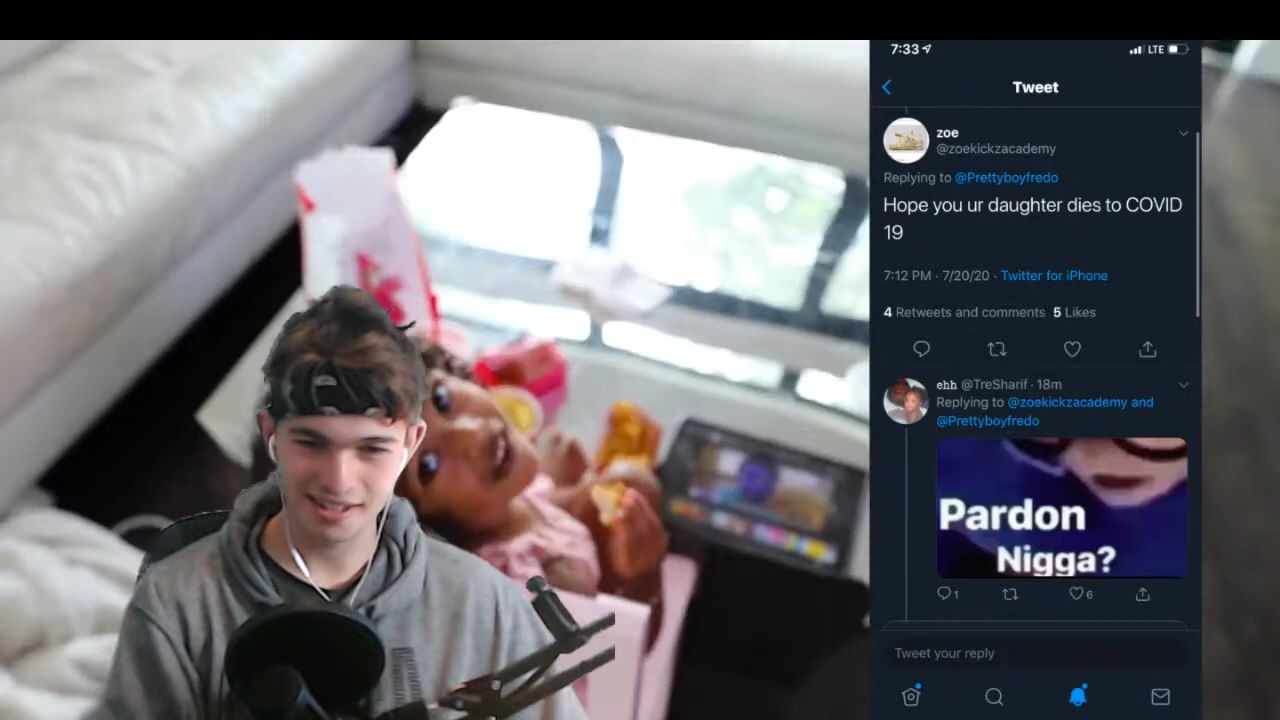 7:33
LTE
Tweet
zoe
@zoekickzacademy
Replying to @Prettyboyfredo
Hope you ur daughter dies to COVID
19
7:12 PM · 7/20/20 · Twitter for iPhone
4 Retweets and comments 5 Likes
ehh @TreSharif · 18m
Replying to @zoekickzacademy and
@Prettyboyfredo
Pardon
Nigga?
1
6
Tweet your reply